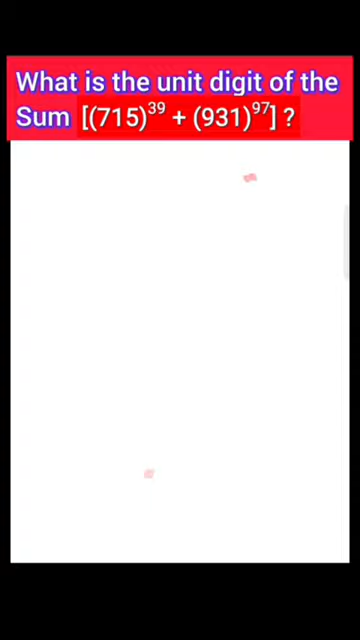 What is the unit digit of the
Sum [(715)³⁹ + (931)⁹⁷] ?